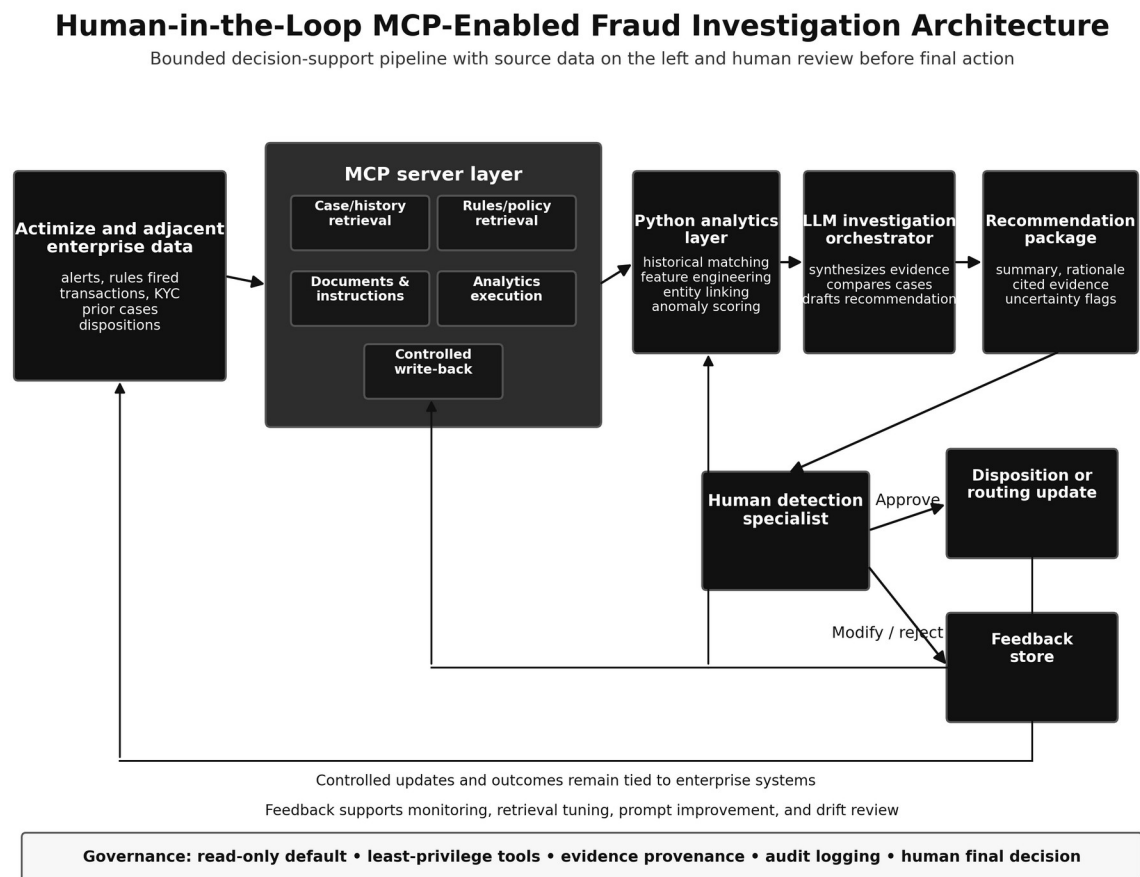 Human-in-the-Loop MCP-Enabled Fraud Investigation Architecture
Bounded decision-support pipeline with source data on the left and human review before final action
Actimize and adjacent
enterprise data
alerts, rules fired
transactions, KYC
prior cases
dispositions
MCP server layer
Case/history
retrieval
Rules/policy
retrieval
Documents &
instructions
Analytics
execution
Controlled
write-back
Python analytics
layer
historical matching
feature engineering
entity linking
anomaly scoring
LLM investigation
orchestrator
synthesizes evidence
compares cases
drafts recommendation
Recommendation
package
summary, rationale
cited evidence
uncertainty flags
Human detection
specialist
Approve
Disposition or
routing update
Modify / reject
Feedback
store
Controlled updates and outcomes remain tied to enterprise systems
Feedback supports monitoring, retrieval tuning, prompt improvement, and drift review
Governance: read-only default • least-privilege tools • evidence provenance • audit logging • human final decision